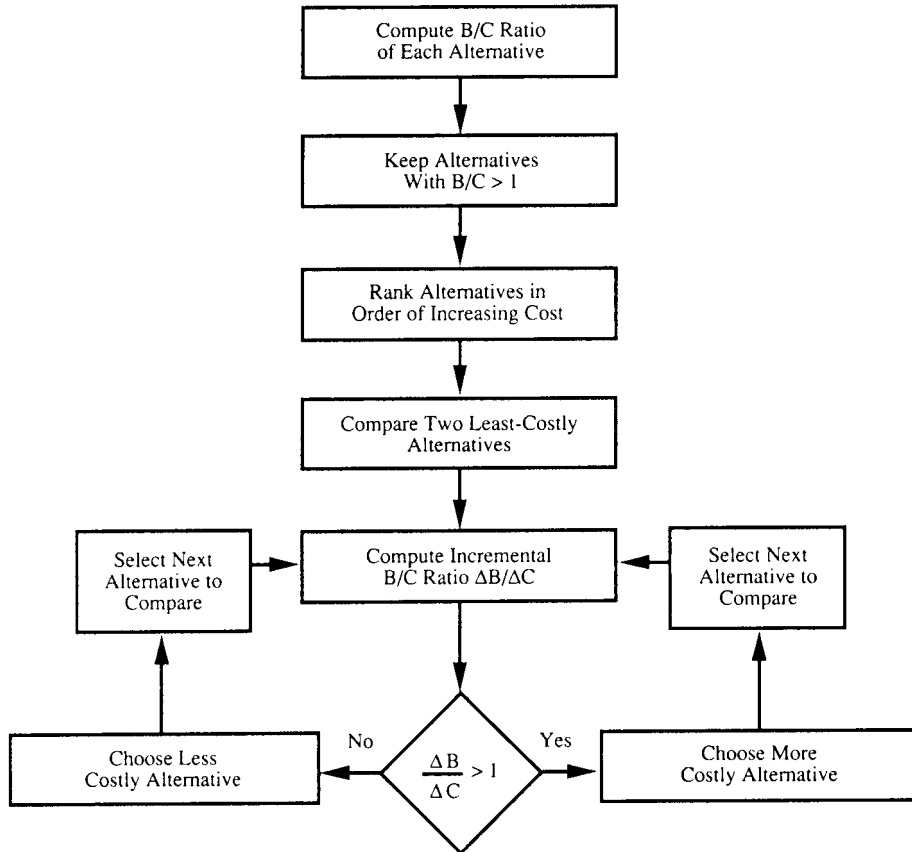 Compute B/C Ratio
of Each Alternative
Keep Alternatives
With B/C > 1
Rank Alternatives in
Order of Increasing Cost
Compare Two Least-Costly
Alternatives
Select Next
Alternative to
Compare
Compute Incremental
B/C Ratio ΔB/ΔC
Select Next
Alternative to
Compare
Choose Less
Costly Alternative
No
Δ B
Δ C
> 1
Yes
Choose More
Costly Alternative